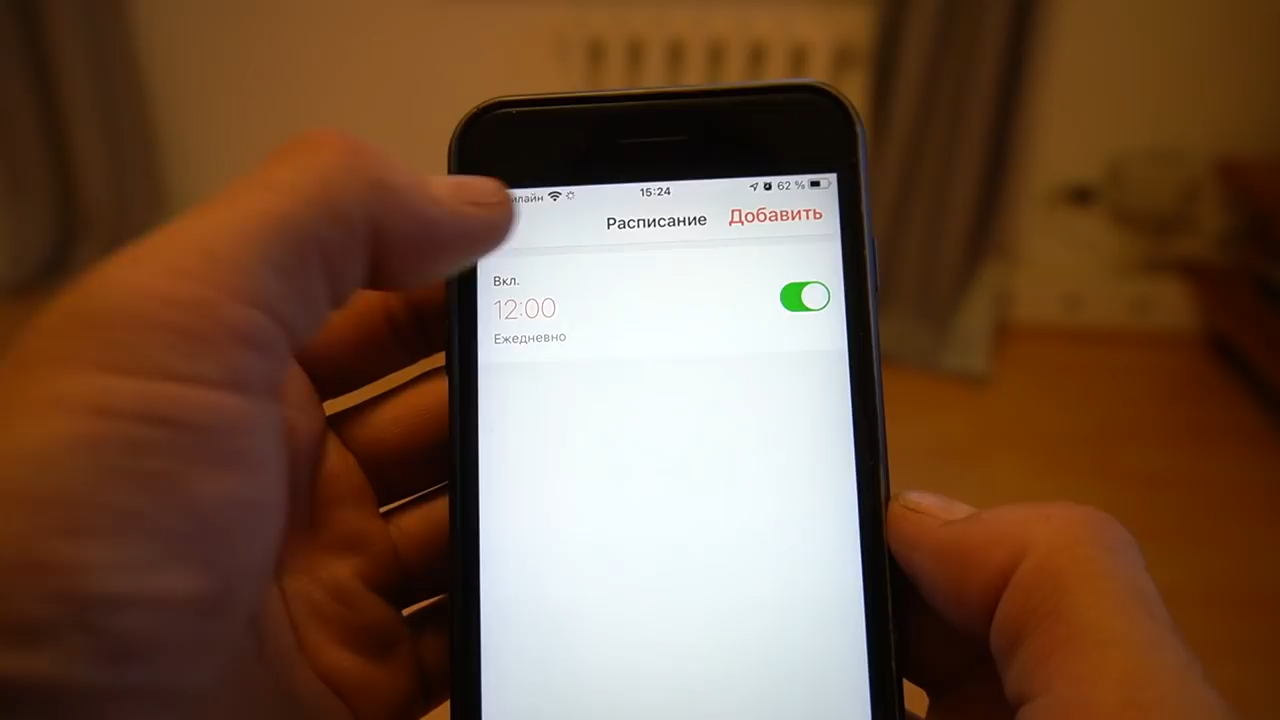 15:24
62 %
Расписание
Добавить
Вкл.
12:00
Ежедневно